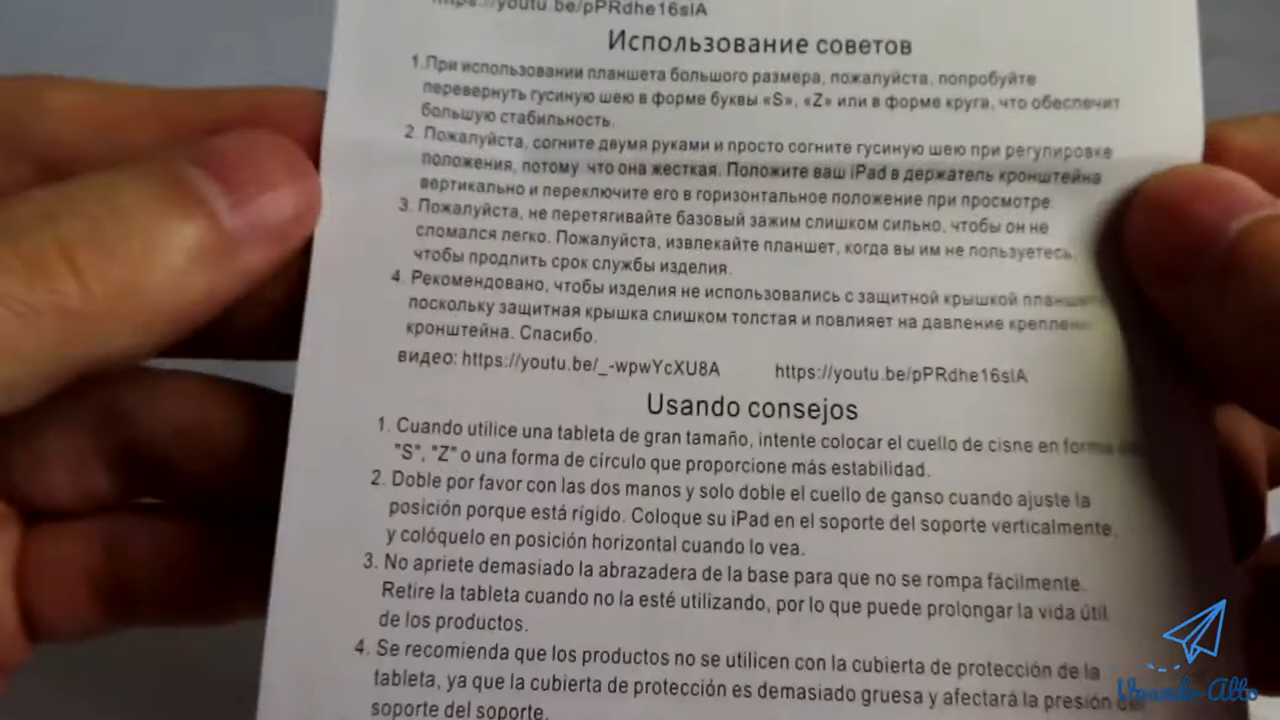 https://youtu.be/pPRdhe16slA
Использование советов
1.При использовании планшета большого размера, пожалуйста, попробуйте
перевернуть гусиную шею в форме буквы «S», «Z» или в форме круга, что обеспечит
большую стабильность.
2. Пожалуйста, согните двумя руками и просто согните гусиную шею при регулировке
положения, потому что она жесткая. Положите ваш iPad в держатель кронштейна
вертикально и переключите его в горизонтальное положение при просмотре.
3. Пожалуйста, не перетягивайте базовый зажим слишком сильно, чтобы он не
сломался легко. Пожалуйста, извлекайте планшет, когда вы им не пользуетесь,
чтобы продлить срок службы изделия.
4. Рекомендовано, чтобы изделия не использовались с защитной крышкой
поскольку защитная крышка слишком толстая и повлияет на давление
кронштейна. Спасибо.
видео: https://youtu.be/_-wpwYcXU8A https://youtu.be/pPRdhe16slA
Usando consejos
1. Cuando utilice una tableta de gran tamaño, intente colocar el cuello de cisne en forma
"S", "Z" o una forma de círculo que proporcione más estabilidad.
2. Doble por favor con las dos manos y solo doble el cuello de ganso cuando ajuste la
posición porque está rígido. Coloque su iPad en el soporte del soporte verticalmente,
y colóquelo en posición horizontal cuando lo vea.
3. No apriete demasiado la abrazadera de la base para que no se rompa fácilmente.
Retire la tableta cuando no la esté utilizando, por lo que puede prolongar la vida útil
de los productos.
4. Se recomienda que los productos no se utilicen con la cubierta de protección de la
tableta, ya que la cubierta de protección es demasiado gruesa y afectará la presión
soporte del soporte.
Volando Alto